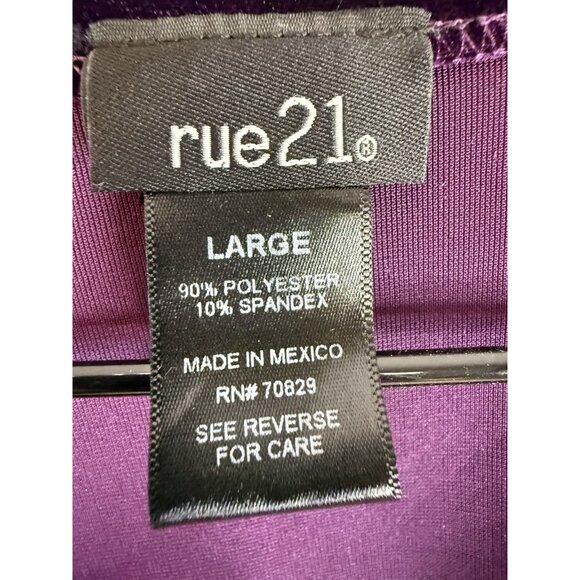 rue21®
LARGE
90% POLYESTER
10% SPANDEX
MADE IN MEXICO
RN# 70829
SEE REVERSE
FOR CARE